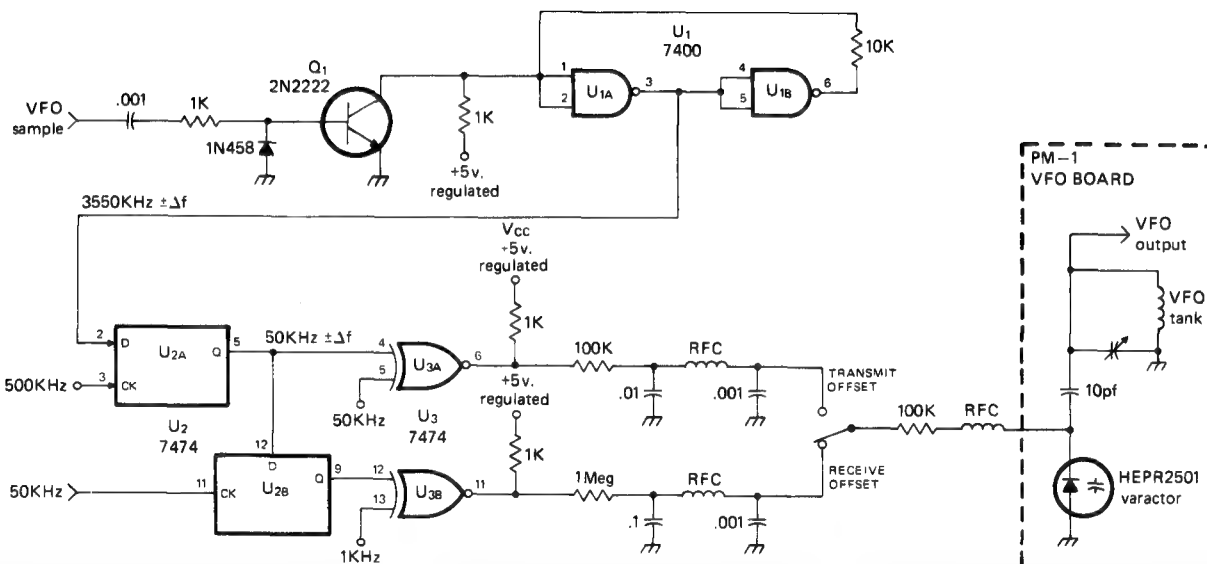 U1
7400
10K
Q1
2N2222
VFO
sample
.001
1K
1N458
1K
+5v.
regulated
1
2
U1A
3
4
5
U1B
6
3550KHz ±Δf
PM-1
VFO BOARD
VFO
output
VFO
tank
10pf
HEPR2501
varactor
Vcc
+5v.
regulated
1K
2
D
U2A
Q
5
50KHz ±Δf
500KHz
3
CK
U2
7474
4
5
U3A
6
50KHz
U3
7474
100K
RFC
.01
.001
TRANSMIT
OFFSET
100K
RFC
+5v.
regulated
1K
12
D
50KHz
11
CK
U2B
Q
9
12
13
U3B
11
1KHz
1Meg
RFC
.1
.001
RECEIVE
OFFSET